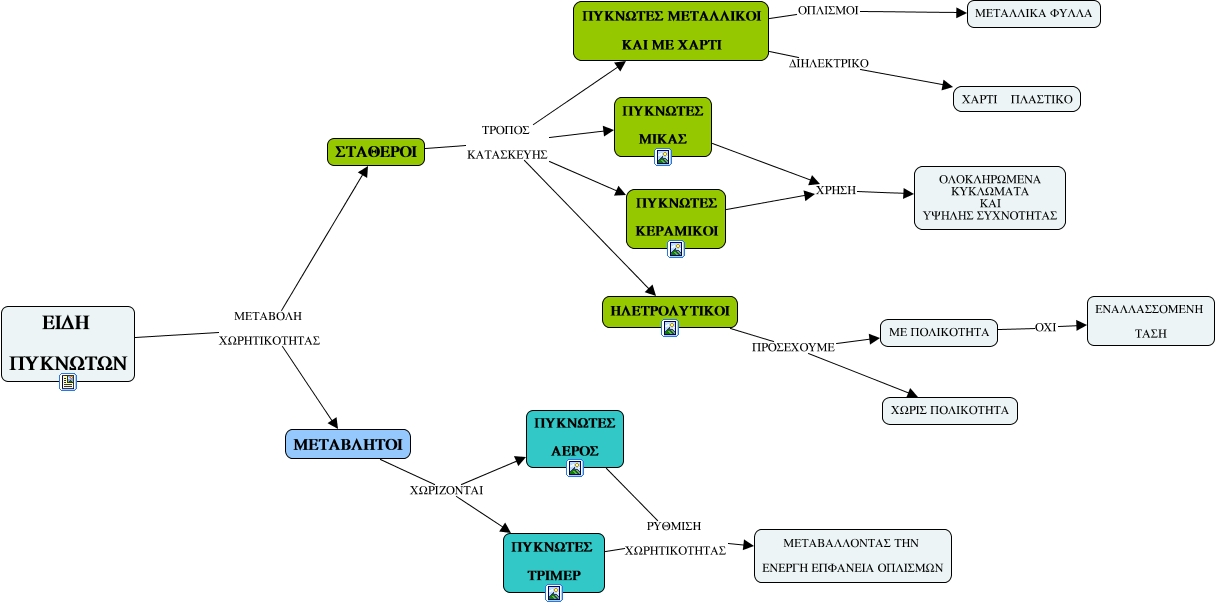 ΠΥΚΝΩΤΕΣ ΜΕΤΑΛΛΙΚΟΙ
ΚΑΙ ΜΕ ΧΑΡΤΙ
ΟΠΛΙΣΜΟΙ
ΜΕΤΑΛΛΙΚΑ ΦΥΛΛΑ
ΔΙΗΛΕΚΤΡΙΚΟ
ΧΑΡΤΙ ΠΛΑΣΤΙΚΟ
ΣΤΑΘΕΡΟΙ
ΤΡΟΠΟΣ
ΚΑΤΑΣΚΕΥΗΣ
ΠΥΚΝΩΤΕΣ
ΜΙΚΑΣ
ΠΥΚΝΩΤΕΣ
ΚΕΡΑΜΙΚΟΙ
ΧΡΗΣΗ
ΟΛΟΚΛΗΡΩΜΕΝΑ
ΚΥΚΛΩΜΑΤΑ
ΚΑΙ
ΥΨΗΛΗΣ ΣΥΧΝΟΤΗΤΑΣ
ΗΛΕΤΡΟΛΥΤΙΚΟΙ
ΠΡΟΣΕΧΟΥΜΕ
ΜΕ ΠΟΛΙΚΟΤΗΤΑ
ΟΧΙ
ΕΝΑΛΛΑΣΣΟΜΕΝΗ
ΤΑΣΗ
ΧΩΡΙΣ ΠΟΛΙΚΟΤΗΤΑ
ΕΙΔΗ
ΠΥΚΝΩΤΩΝ
ΜΕΤΑΒΟΛΗ
ΧΩΡΗΤΙΚΟΤΗΤΑΣ
ΜΕΤΑΒΛΗΤΟΙ
ΧΩΡΙΖΟΝΤΑΙ
ΠΥΚΝΩΤΕΣ
ΑΕΡΟΣ
ΠΥΚΝΩΤΕΣ
ΤΡΙΜΕΡ
ΡΥΘΜΙΣΗ
ΧΩΡΗΤΙΚΟΤΗΤΑΣ
ΜΕΤΑΒΑΛΛΟΝΤΑΣ ΤΗΝ
ΕΝΕΡΓΗ ΕΠΦΑΝΕΙΑ ΟΠΛΙΣΜΩΝ